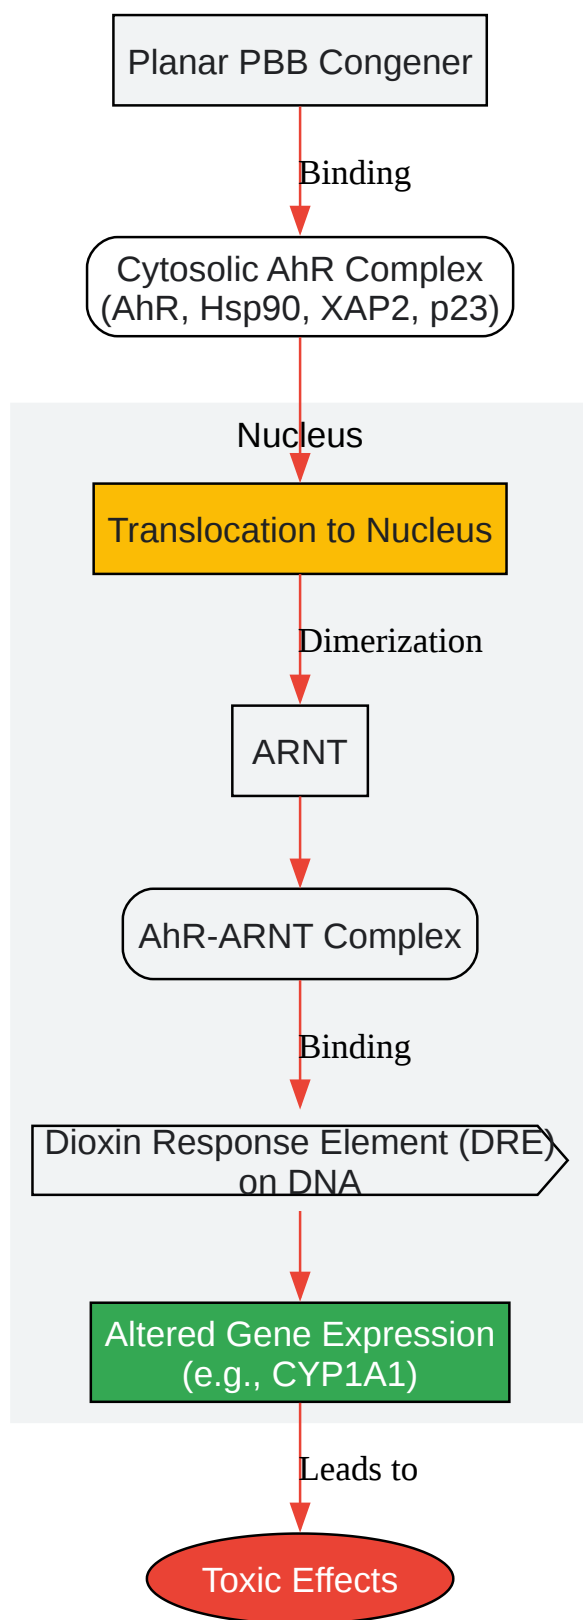 Planar PBB Congener
Binding
Cytosolic AhR Complex
(AhR, Hsp90, XAP2, p23)
Nucleus
Translocation to Nucleus
Dimerization
ARNT
AhR-ARNT Complex
Binding
Dioxin Response Element (DRE)
on DNA
Altered Gene Expression
(e.g., CYP1A1)
Leads to
Toxic Effects